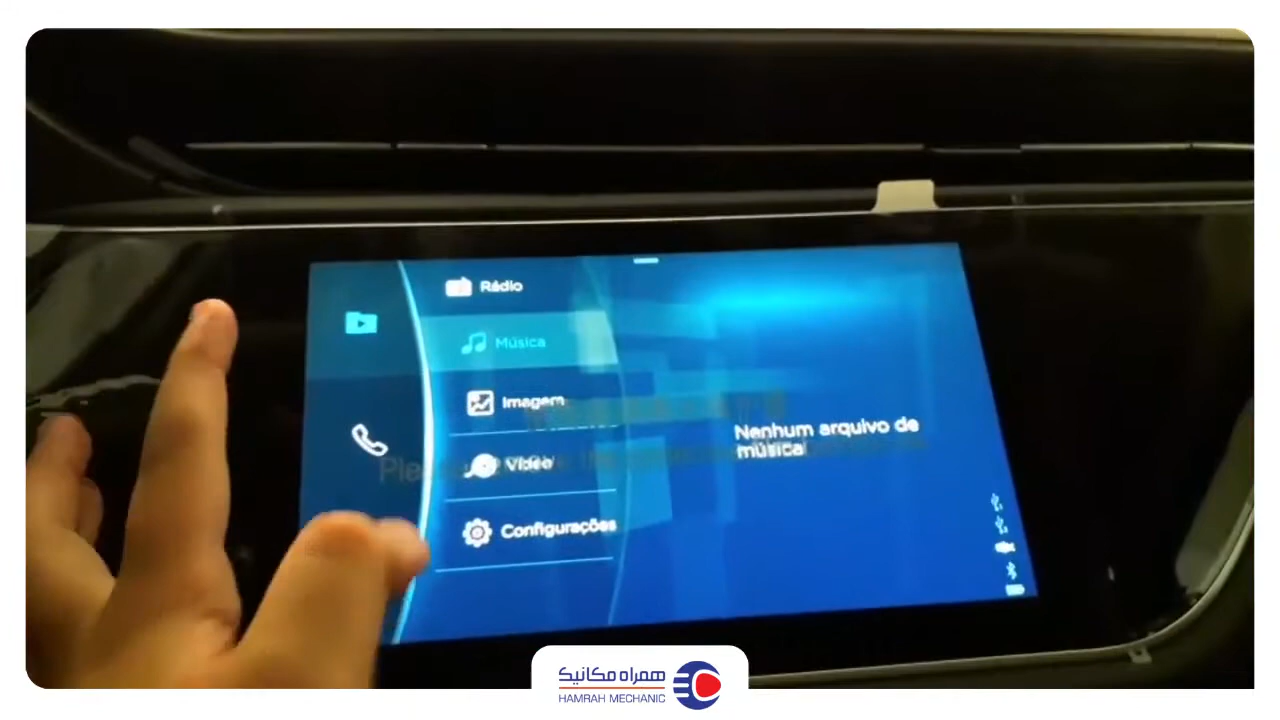 Rádio
Música
Imagem
Vídeo
Configurações
Nenhum arquivo de
música
همراه مکانیک
HAMRAH MECHANIC